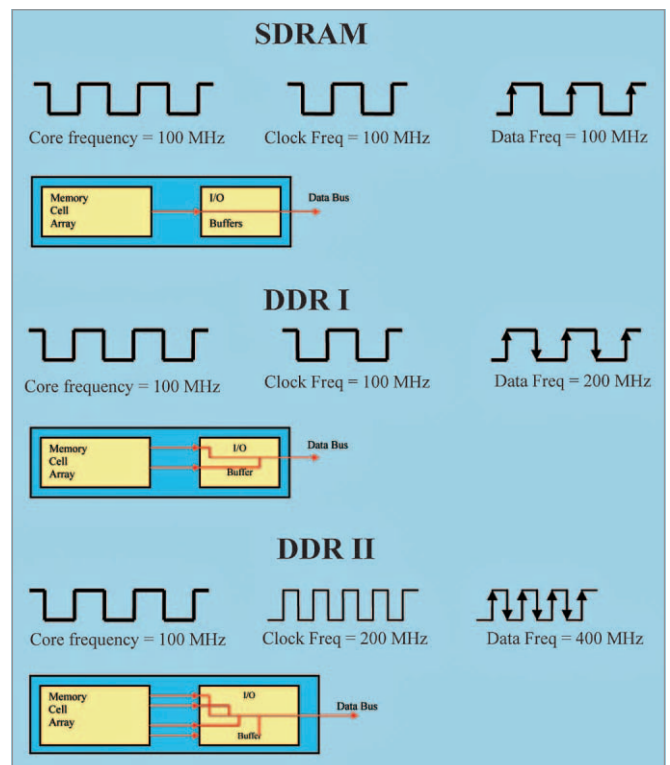 SDRAM
Core frequency = 100 MHz
Clock Freq = 100 MHz
Data Freq = 100 MHz
Memory
Cell
Array
I/O
Buffers
Data Bus
DDR I
Core frequency = 100 MHz
Clock Freq = 100 MHz
Data Freq = 200 MHz
Memory
Cell
Array
I/O
Buffer
Data Bus
DDR II
Core frequency = 100 MHz
Clock Freq = 200 MHz
Data Freq = 400 MHz
Memory
Cell
Array
I/O
Buffer
Data Bus